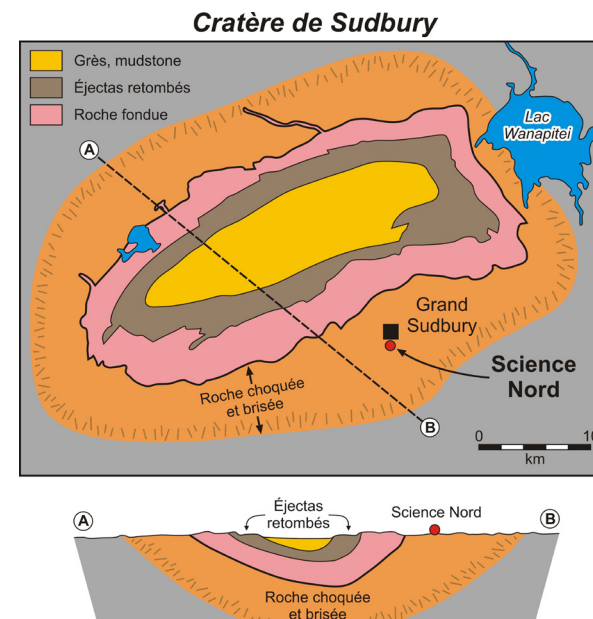 Cratère de Sudbury
Grès, mudstone
Éjectas retombés
Roche fondue
Lac
Wanapitei
A
Grand
Sudbury
Science
Nord
Roche choquée
et brisée
B
0 10
km
Éjectas
retombés
Science Nord
A
B
Roche choquée
et brisée